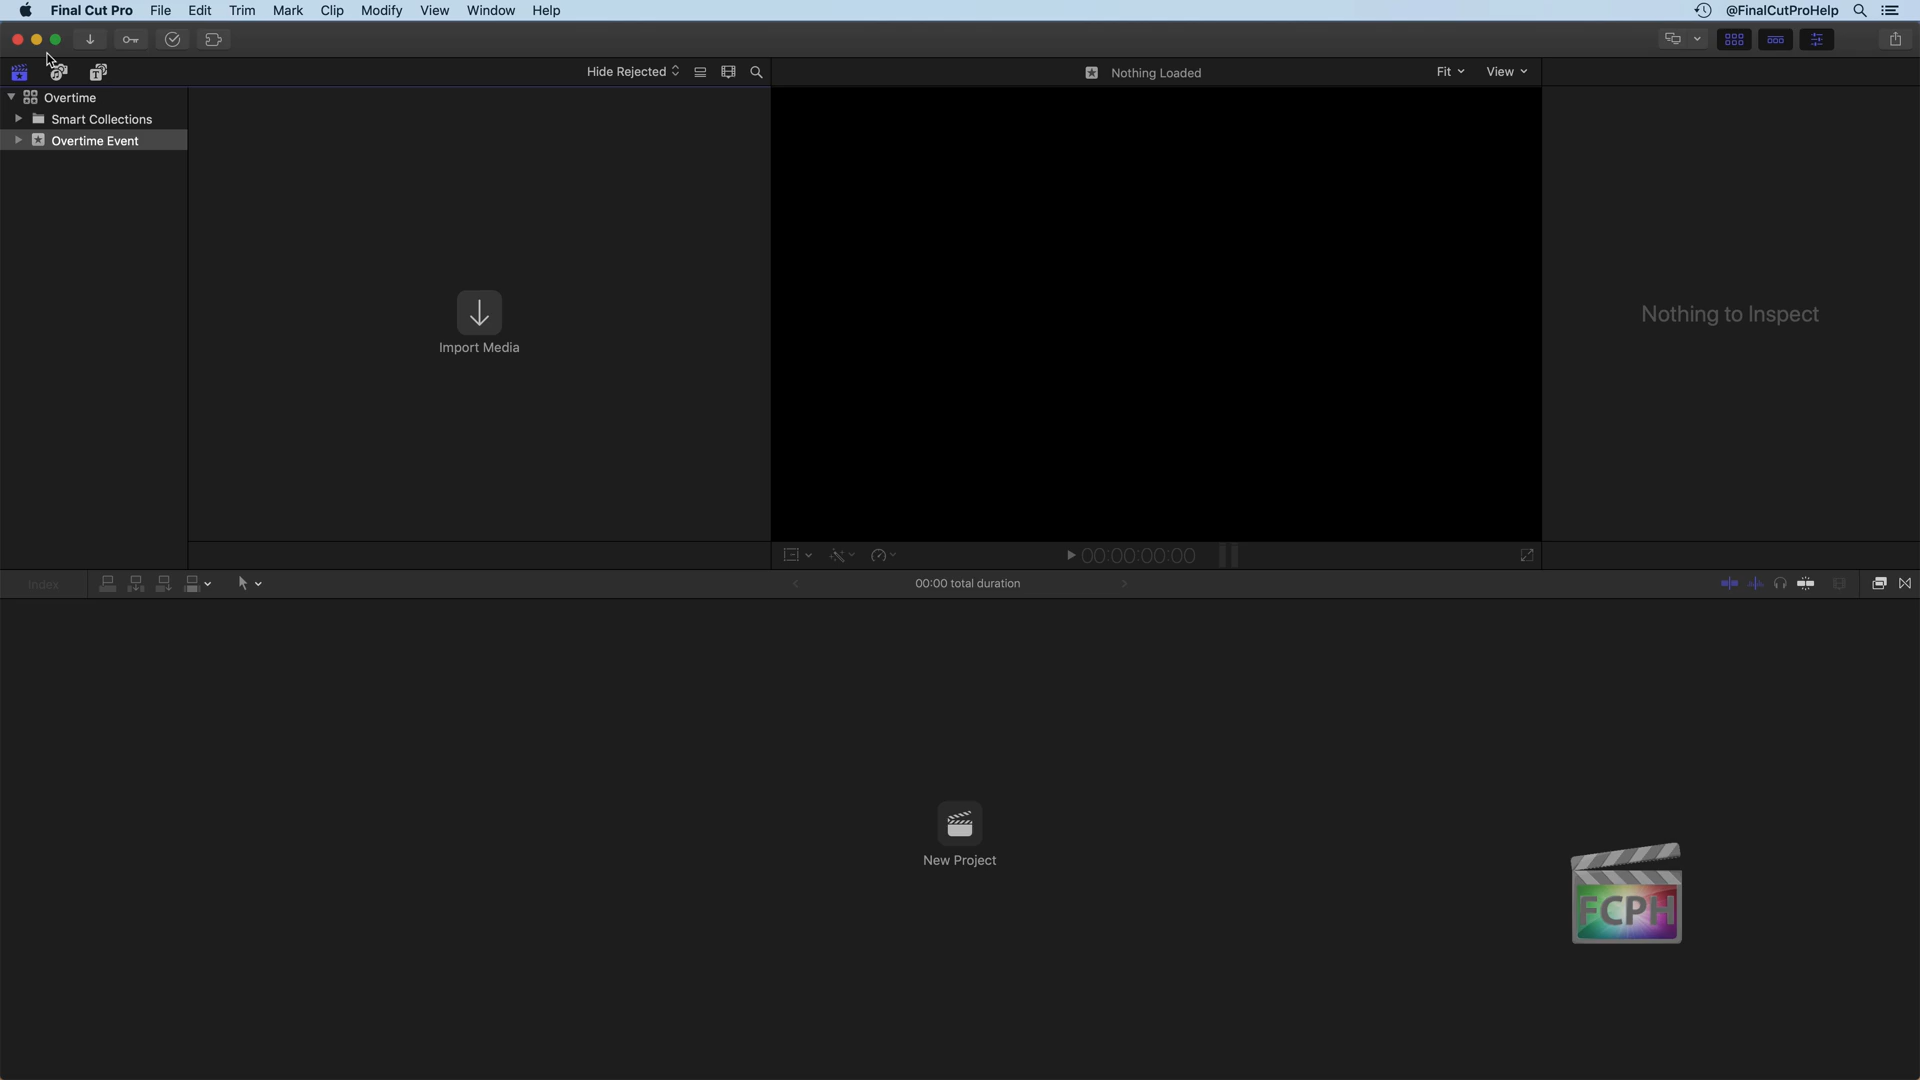 Final Cut Pro File Edit Trim Mark Clip Modify View Window Help @FinalCutProHelp
Hide Rejected
Nothing Loaded Fit View
Overtime
Smart Collections
Overtime Event
Import Media
Nothing to Inspect
00:00:00:00
Index
00:00 total duration
New Project
FCPH